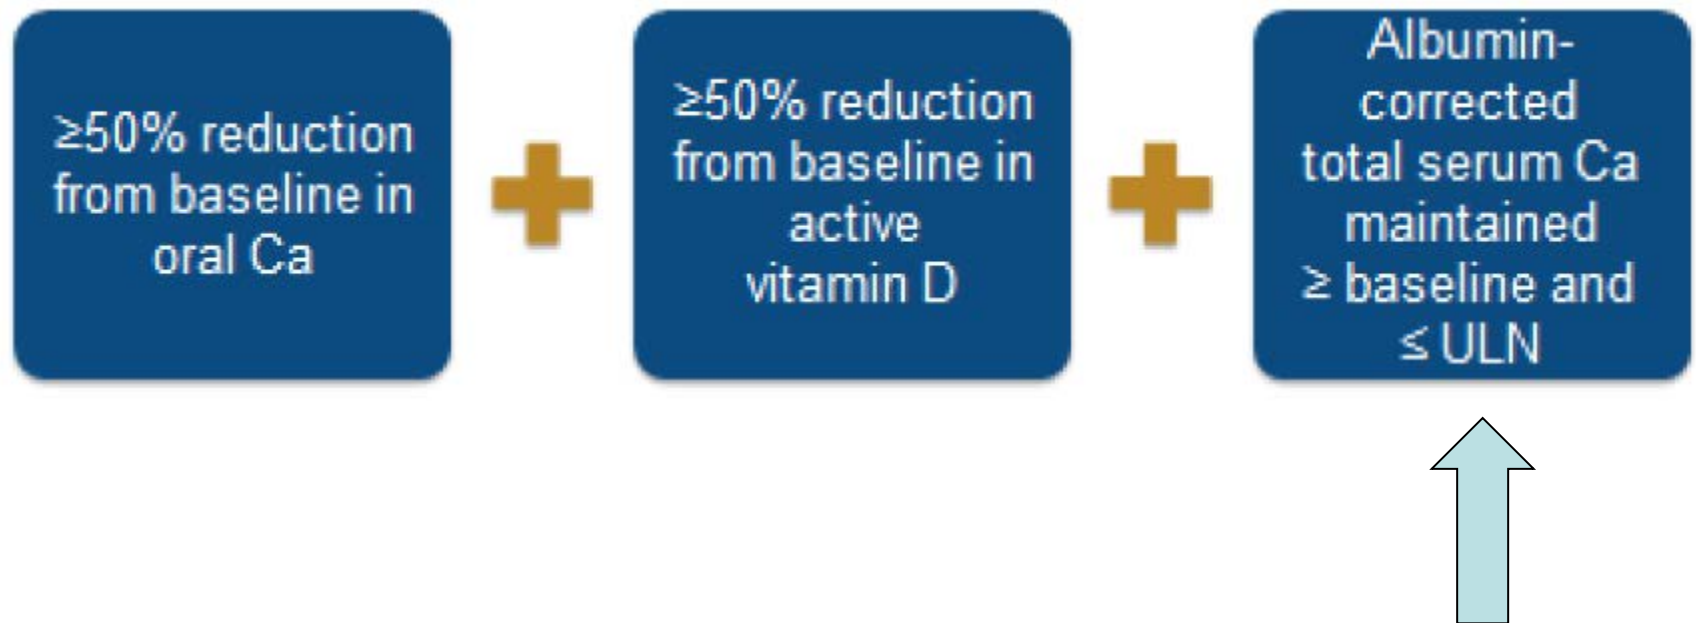 ≥50% reduction
from baseline in
oral Ca
≥50% reduction
from baseline in
active
vitamin D
Albumin-
corrected
total serum Ca
maintained
≥ baseline and
≤ ULN